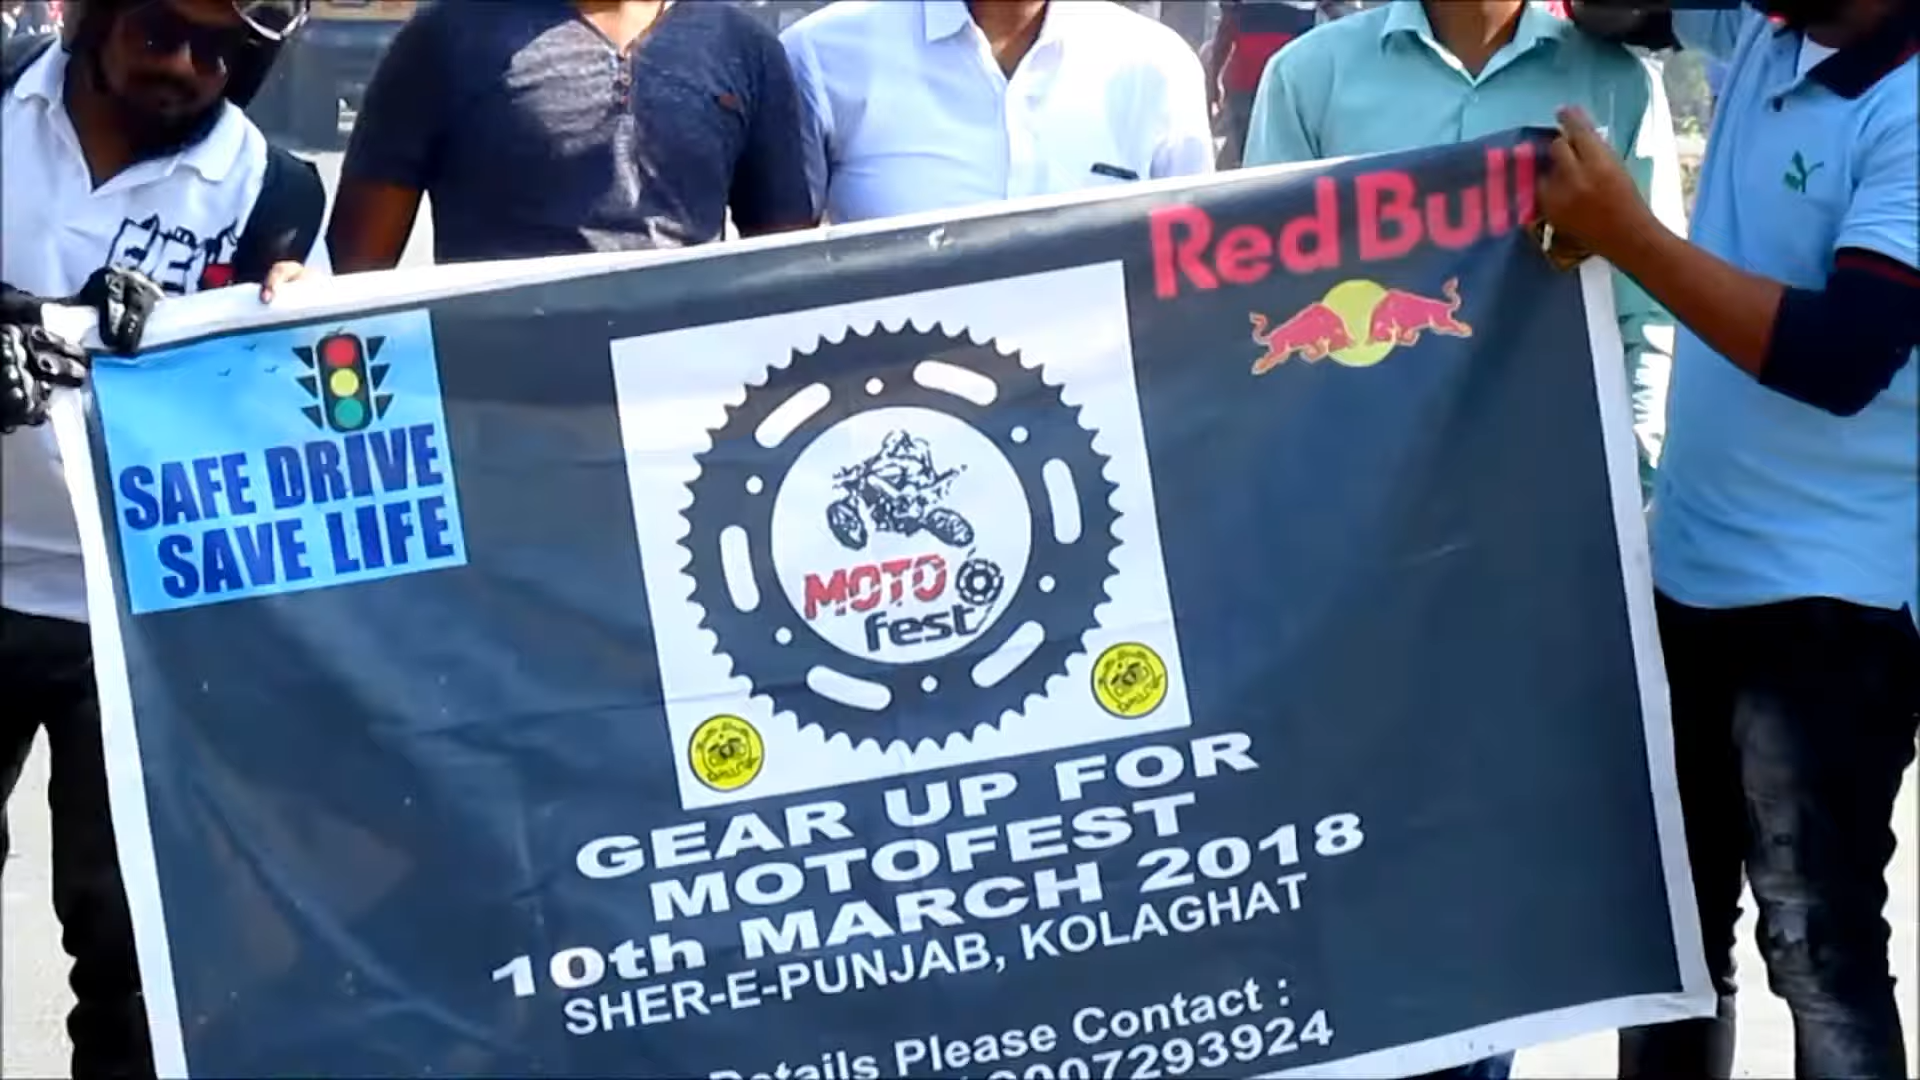 Red Bull
SAFE DRIVE
SAVE LIFE
MOTO
fest
GEAR UP FOR
MOTOFEST
10th MARCH 2018
SHER-E-PUNJAB, KOLAGHAT
Details Please Contact :
9007293924